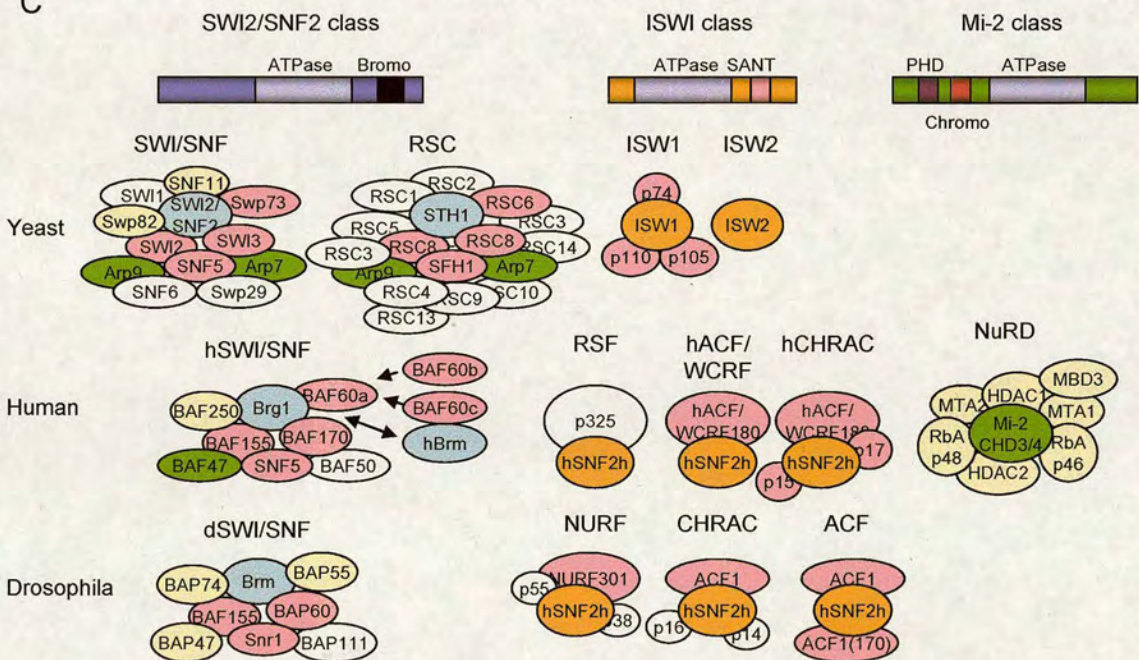 C
SWI2/SNF2 class
ISWI class
Mi-2 class
ATPase
Bromo
ATPase
SANT
PHD
ATPase
Chromo
SWI/SNF
RSC
ISW1
ISW2
Yeast
SNF11
SWI1
SWI2/
SNF2
Swp73
Swp82
SWI2
SWI3
Arp9
SNF5
Arp7
SNF6
Swp29
RSC2
RSC1
RSC6
STH1
RSC5
RSC3
RSC3
RSC8
RSC8
RSC14
Arp9
SFH1
Arp7
RSC4
RSC9
SC10
RSC13
p74
ISW1
p110
p105
ISW2
hSWI/SNF
RSF
hACF/
WCRF
hCHRAC
NuRD
Human
BAF250
Brg1
BAF60a
BAF60b
BAF60c
hBrm
BAF155
BAF170
BAF47
SNF5
BAF50
p325
hSNF2h
hACF/
WCRF180
hSNF2h
hACF/
WCRF180
hSNF2h
p17
p15
MBD3
HDAC1
MTA2
MTA1
Mi-2
CHD3/4
RbA
p48
RbA
p46
HDAC2
dSWI/SNF
NURF
CHRAC
ACF
Drosophila
BAP74
Brm
BAP55
BAF155
BAP60
BAP47
Snr1
BAP111
p55
NURF301
hSNF2h
p38
ACF1
hSNF2h
p16
p14
ACF1
hSNF2h
ACF1(170)